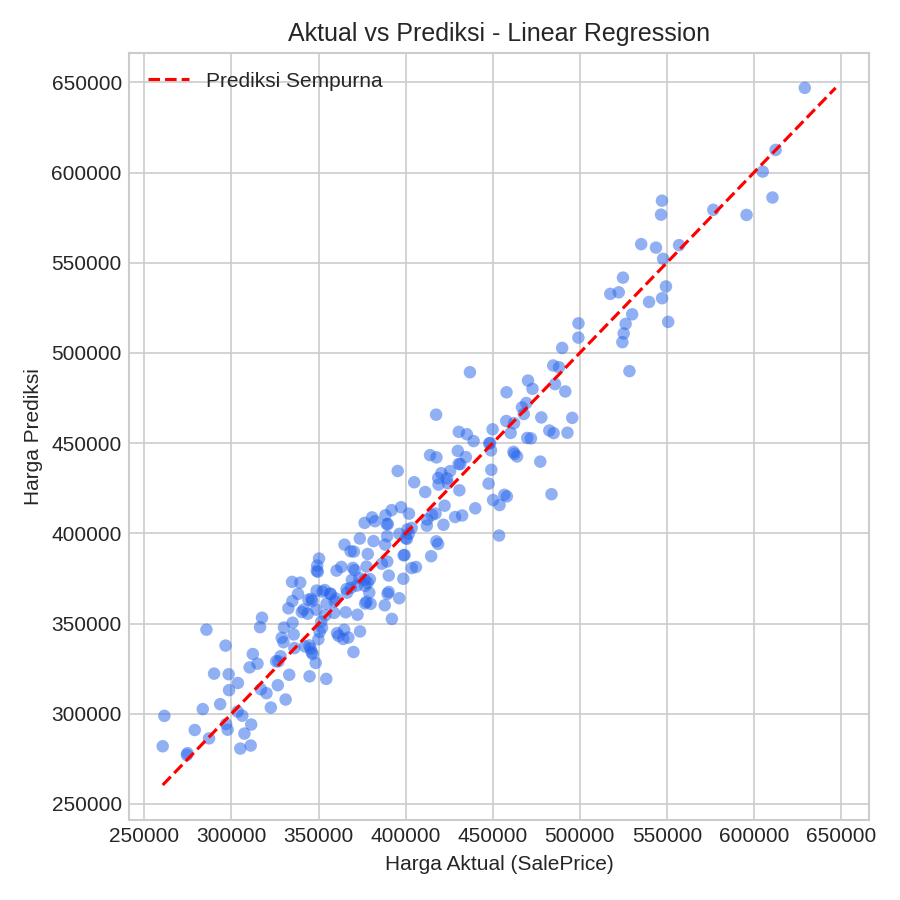 Aktual vs Prediksi - Linear Regression
Prediksi Sempurna
Harga Prediksi
650000
600000
550000
500000
450000
400000
350000
300000
250000
250000 300000 350000 400000 450000 500000 550000 600000 650000
Harga Aktual (SalePrice)